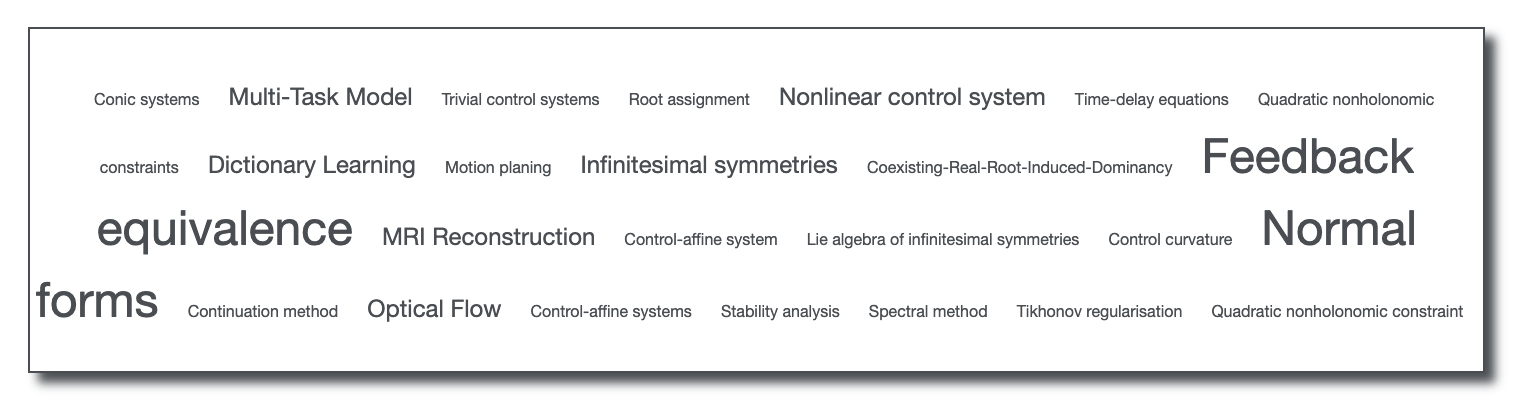 Conic systems Multi-Task Model Trivial control systems Root assignment Nonlinear control system Time-delay equations Quadratic nonholonomic
constraints Dictionary Learning Motion planing Infinitesimal symmetries Coexisting-Real-Root-Induced-Dominancy Feedback
equivalence MRI Reconstruction Control-affine system Lie algebra of infinitesimal symmetries Control curvature Normal
forms Continuation method Optical Flow Control-affine systems Stability analysis Spectral method Tikhonov regularisation Quadratic nonholonomic constraint